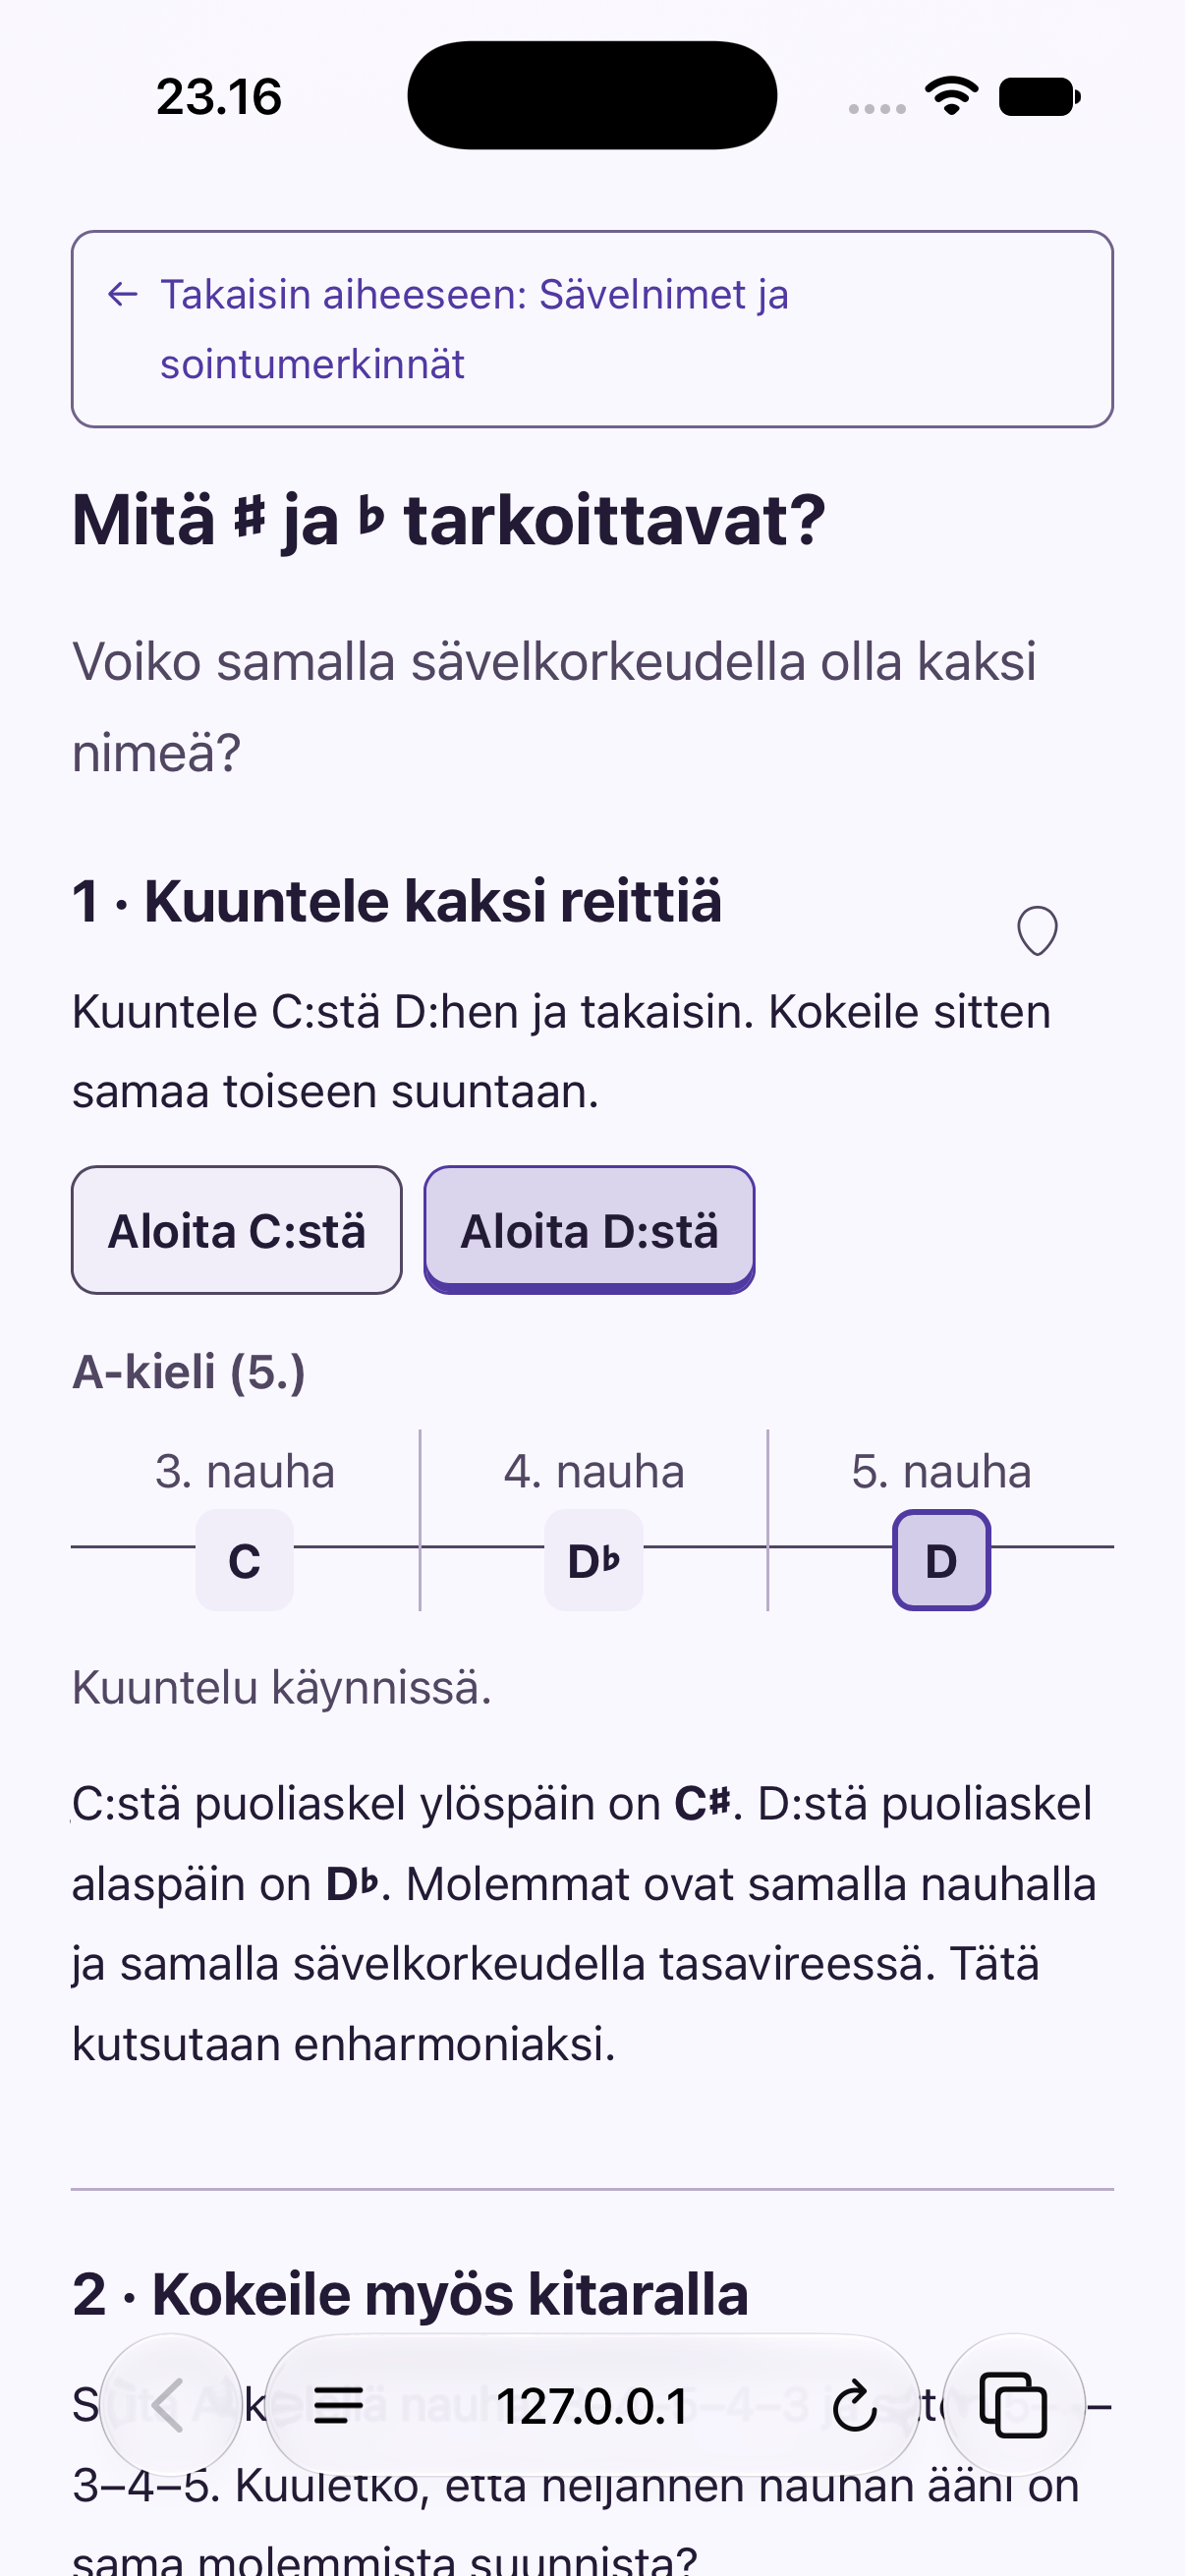 23.16
← Takaisin aiheeseen: Sävelnimet ja
sointumerkinnät
Mitä ♯ ja ♭ tarkoittavat?
Voiko samalla sävelkorkeudella olla kaksi
nimeä?
1 · Kuuntele kaksi reittiä
Kuuntele C:stä D:hen ja takaisin. Kokeile sitten
samaa toiseen suuntaan.
Aloita C:stä Aloita D:stä
A-kieli (5.)
3. nauha 4. nauha 5. nauha
C D♭ D
Kuuntelu käynnissä.
C:stä puoliaskel ylöspäin on C♯. D:stä puoliaskel
alaspäin on D♭. Molemmat ovat samalla nauhalla
ja samalla sävelkorkeudella tasavireessä. Tätä
kutsutaan enharmoniaksi.
2 · Kokeile myös kitaralla
127.0.0.1
3–4–5. Kuuletko, että neljännen nauhan ääni on
sama molemmista suunnista?